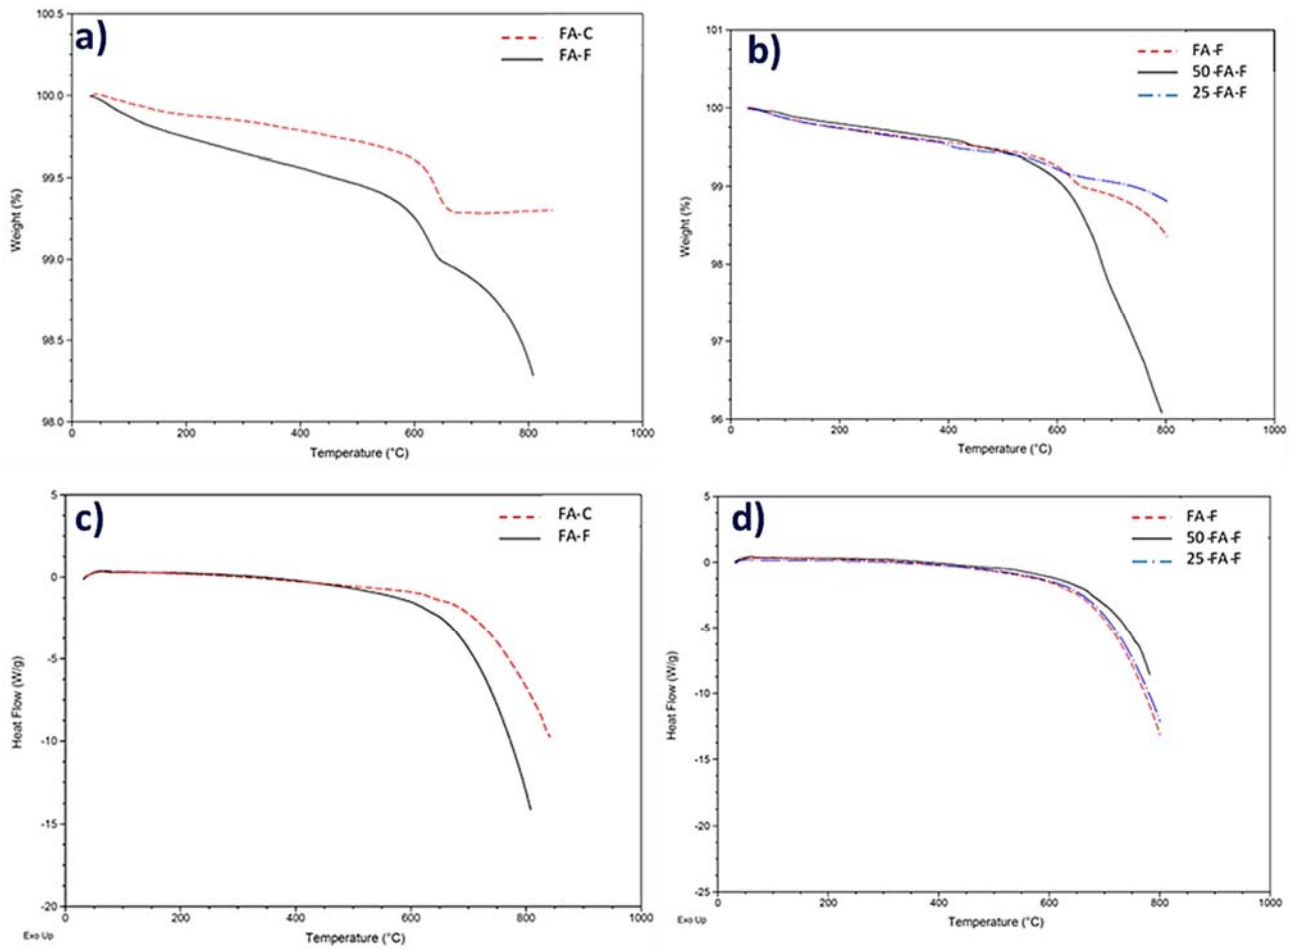 a)
FA-C
FA-F
100.5
100.0
99.5
99.0
98.5
98.0
Weight (%)
0 200 400 600 800 1000
Temperature (°C)
b)
FA-F
50-FA-F
25-FA-F
101
100
99
98
97
96
Weight (%)
0 200 400 600 800 1000
Temperature (°C)
c)
FA-C
FA-F
5
0
-5
-10
-15
-20
Heat Flow (W/g)
0 200 400 600 800 1000
Exo Up
Temperature (°C)
d)
FA-F
50-FA-F
25-FA-F
5
0
-5
-10
-15
-20
-25
Heat Flow (W/g)
0 200 400 600 800 1000
Exo Up
Temperature (°C)